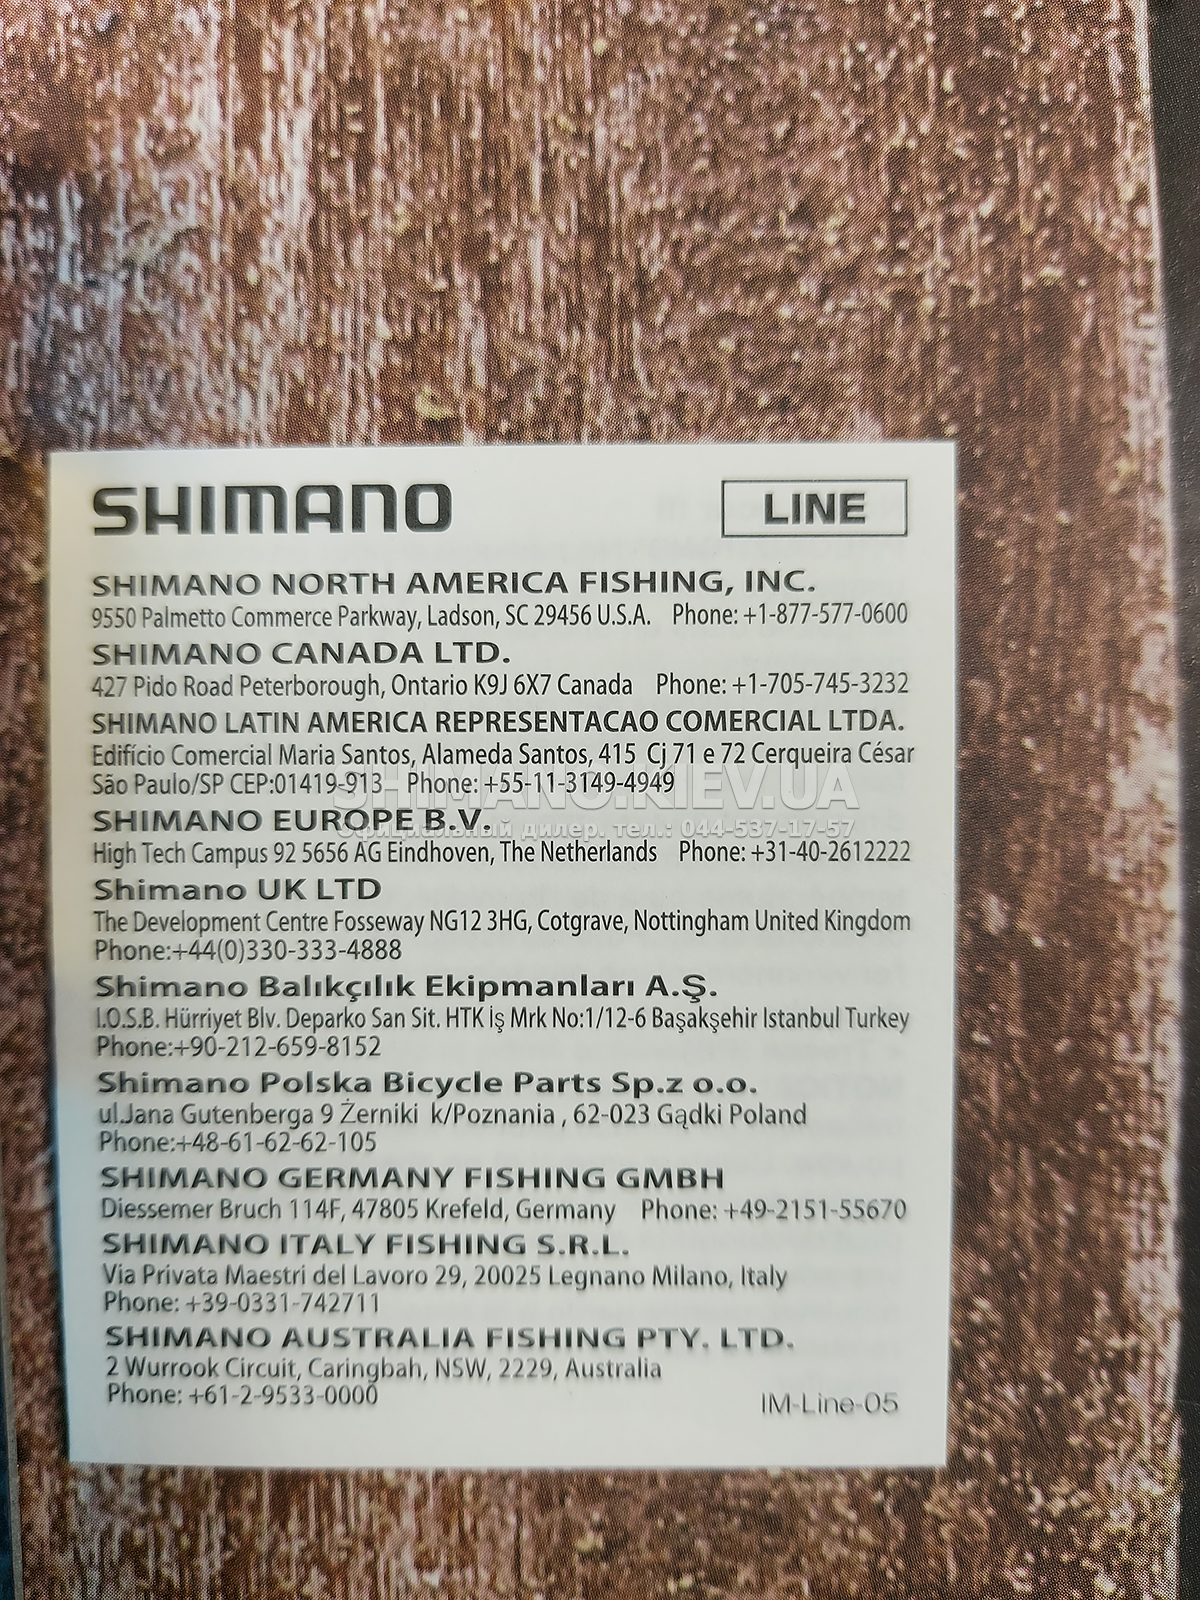 SHIMANO
LINE
SHIMANO NORTH AMERICA FISHING, INC.
9550 Palmetto Commerce Parkway, Ladson, SC 29456 U.S.A. Phone: +1-877-577-0600
SHIMANO CANADA LTD.
427 Pido Road Peterborough, Ontario K9J 6X7 Canada Phone: +1-705-745-3232
SHIMANO LATIN AMERICA REPRESENTACAO COMERCIAL LTDA.
Edifício Comercial Maria Santos, Alameda Santos, 415 Cj 71 e 72 Cerqueira César
São Paulo/SP CEP:01419-913 Phone: +55-11-3149-4949
SHIMANO.KIEV.UA
Официальный дилер. тел.: 044-537-17-57
SHIMANO EUROPE B.V.
High Tech Campus 92 5656 AG Eindhoven, The Netherlands Phone: +31-40-2612222
Shimano UK LTD
The Development Centre Fosseway NG12 3HG, Cotgrave, Nottingham United Kingdom
Phone:+44(0)330-333-4888
Shimano Balıkçılık Ekipmanları A.Ş.
I.O.S.B. Hürriyet Blv. Deparko San Sit. HTK İş Mrk No:1/12-6 Başakşehir Istanbul Turkey
Phone:+90-212-659-8152
Shimano Polska Bicycle Parts Sp.z o.o.
ul.Jana Gutenberga 9 Żerniki k/Poznania , 62-023 Gądki Poland
Phone:+48-61-62-62-105
SHIMANO GERMANY FISHING GMBH
Diessemer Bruch 114F, 47805 Krefeld, Germany Phone: +49-2151-55670
SHIMANO ITALY FISHING S.R.L.
Via Privata Maestri del Lavoro 29, 20025 Legnano Milano, Italy
Phone: +39-0331-742711
SHIMANO AUSTRALIA FISHING PTY. LTD.
2 Wurrook Circuit, Caringbah, NSW, 2229, Australia
Phone: +61-2-9533-0000
IM-Line-05